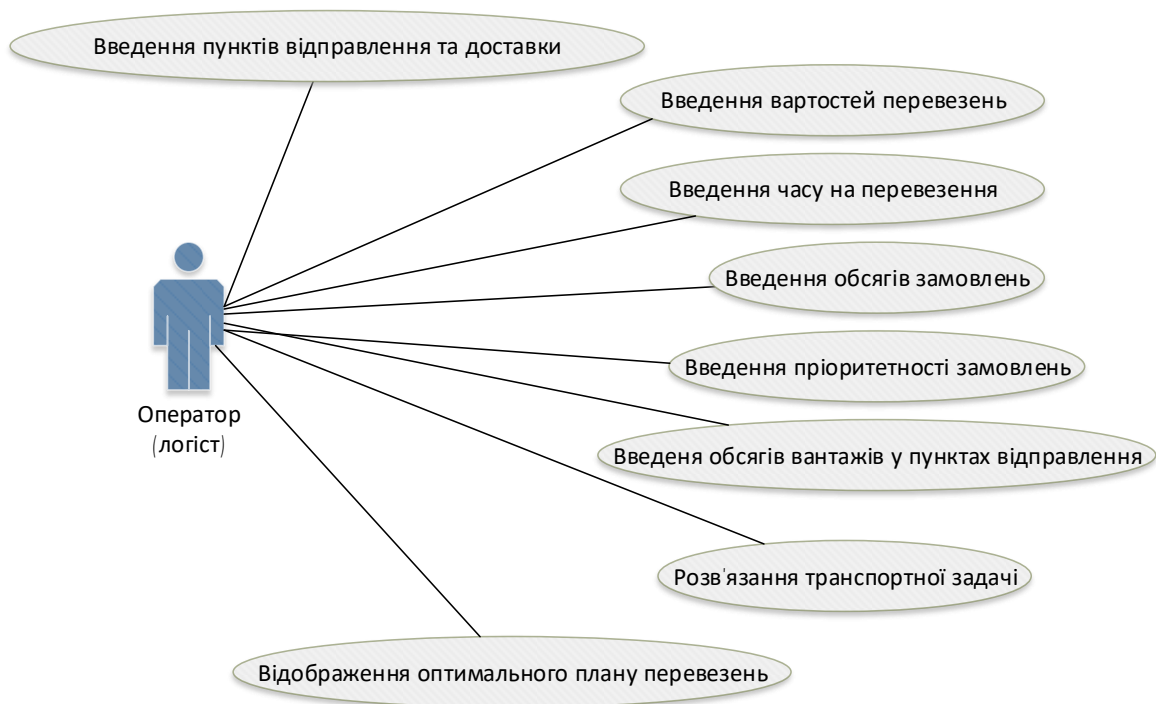 Введення пунктів відправлення та доставки
Введення вартостей перевезень
Введення часу на перевезення
Введення обсягів замовлень
Введення пріоритетності замовлень
Оператор
(логіст)
Введеня обсягів вантажів у пунктах відправлення
Розв'язання транспортної задачі
Відображення оптимального плану перевезень